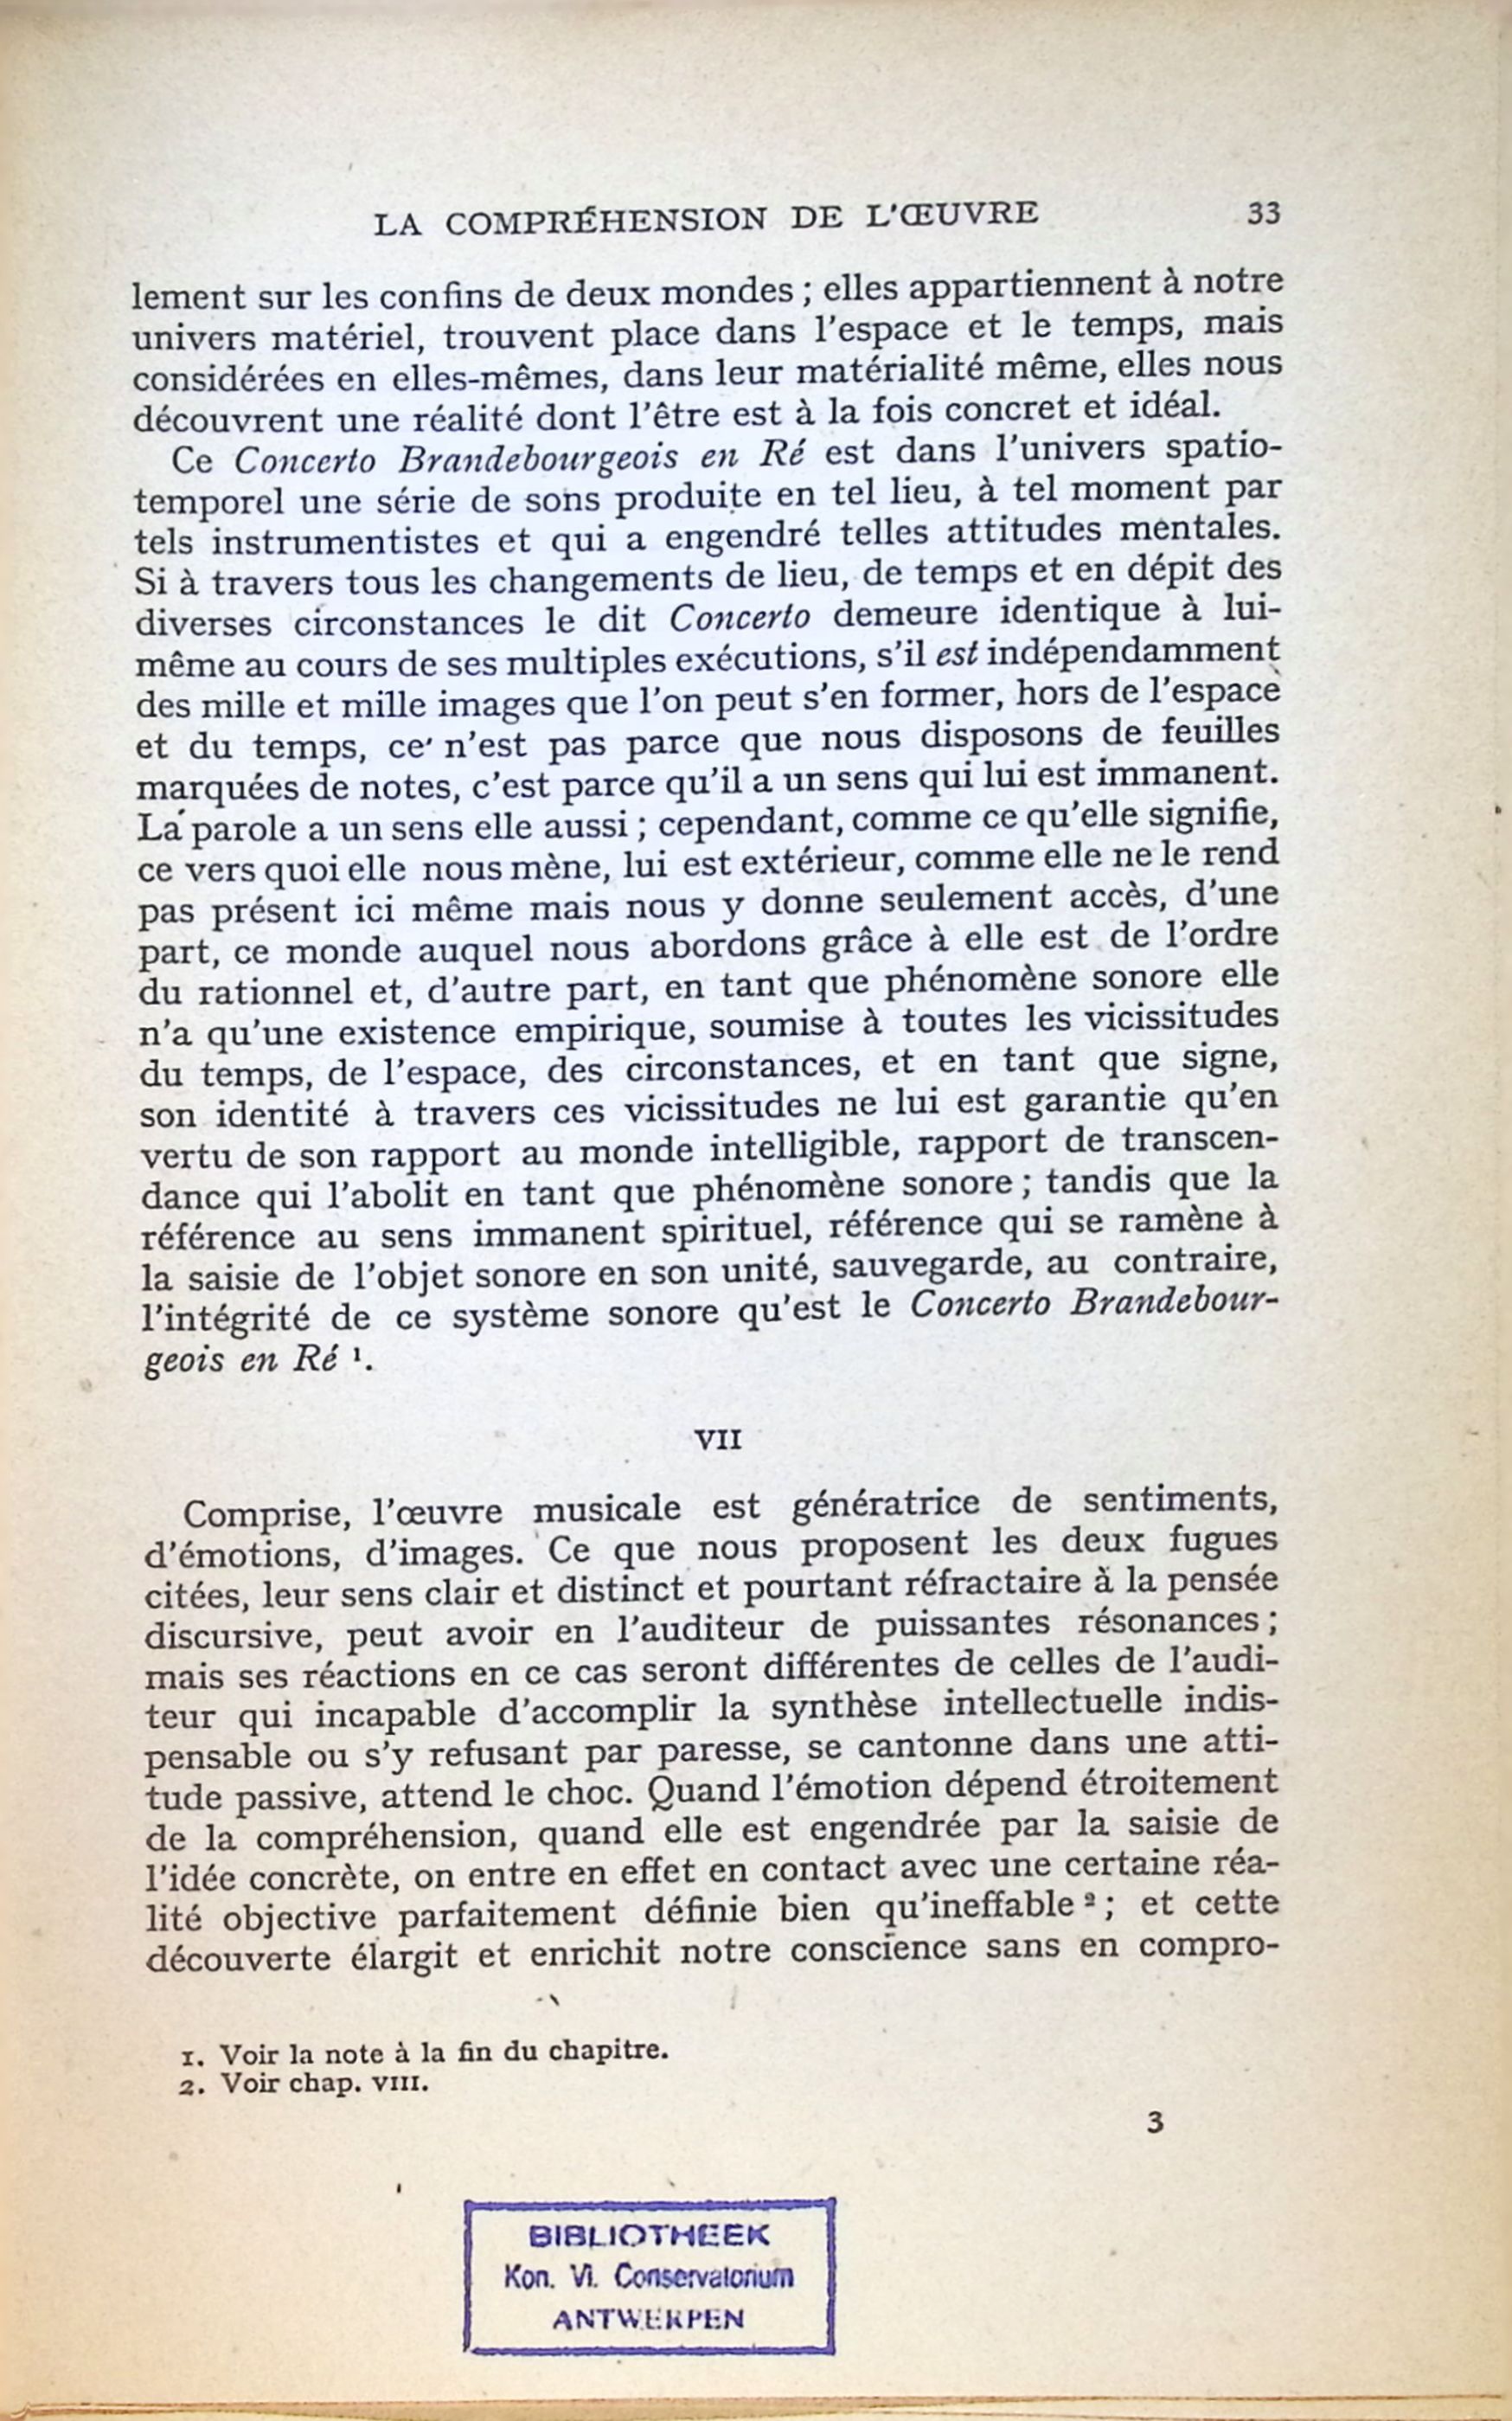 LA COMPRÉHENSION DE L'ŒUVRE 33
lement sur les confins de deux mondes ; elles appartiennent à notre
univers matériel, trouvent place dans l'espace et le temps, mais
considérées en elles-mêmes, dans leur matérialité même, elles nous
découvrent une réalité dont l'être est à la fois concret et idéal.
Ce Concerto Brandebourgeois en Ré est dans l'univers spatio-
temporel une série de sons produite en tel lieu, à tel moment par
tels instrumentistes et qui a engendré telles attitudes mentales.
Si à travers tous les changements de lieu, de temps et en dépit des
diverses circonstances le dit Concerto demeure identique à lui-
même au cours de ses multiples exécutions, s'il est indépendamment
des mille et mille images que l'on peut s'en former, hors de l'espace
et du temps, ce n'est pas parce que nous disposons de feuilles
marquées de notes, c'est parce qu'il a un sens qui lui est immanent.
La parole a un sens elle aussi ; cependant, comme ce qu'elle signifie,
ce vers quoi elle nous mène, lui est extérieur, comme elle ne le rend
pas présent ici même mais nous y donne seulement accès, d'une
part, ce monde auquel nous abordons grâce à elle est de l'ordre
du rationnel et, d'autre part, en tant que phénomène sonore elle
n'a qu'une existence empirique, soumise à toutes les vicissitudes
du temps, de l'espace, des circonstances, et en tant que signe,
son identité à travers ces vicissitudes ne lui est garantie qu'en
vertu de son rapport au monde intelligible, rapport de transcen-
dance qui l'abolit en tant que phénomène sonore ; tandis que la
référence au sens immanent spirituel, référence qui se ramène à
la saisie de l'objet sonore en son unité, sauvegarde, au contraire,
l'intégrité de ce système sonore qu'est le Concerto Brandebour-
geois en Ré ¹.
VII
Comprise, l'œuvre musicale est génératrice de sentiments,
d'émotions, d'images. Ce que nous proposent les deux fugues
citées, leur sens clair et distinct et pourtant réfractaire à la pensée
discursive, peut avoir en l'auditeur de puissantes résonances ;
mais ses réactions en ce cas seront différentes de celles de l'audi-
teur qui incapable d'accomplir la synthèse intellectuelle indis-
pensable ou s'y refusant par paresse, se cantonne dans une atti-
tude passive, attend le choc. Quand l'émotion dépend étroitement
de la compréhension, quand elle est engendrée par la saisie de
l'idée concrète, on entre en effet en contact avec une certaine réa-
lité objective parfaitement définie bien qu'ineffable ² ; et cette
découverte élargit et enrichit notre conscience sans en compro-
1. Voir la note à la fin du chapitre.
2. Voir chap. VIII.
3
BIBLIOTHEEK
Kon. Vl. Conservatorium
ANTWERPEN